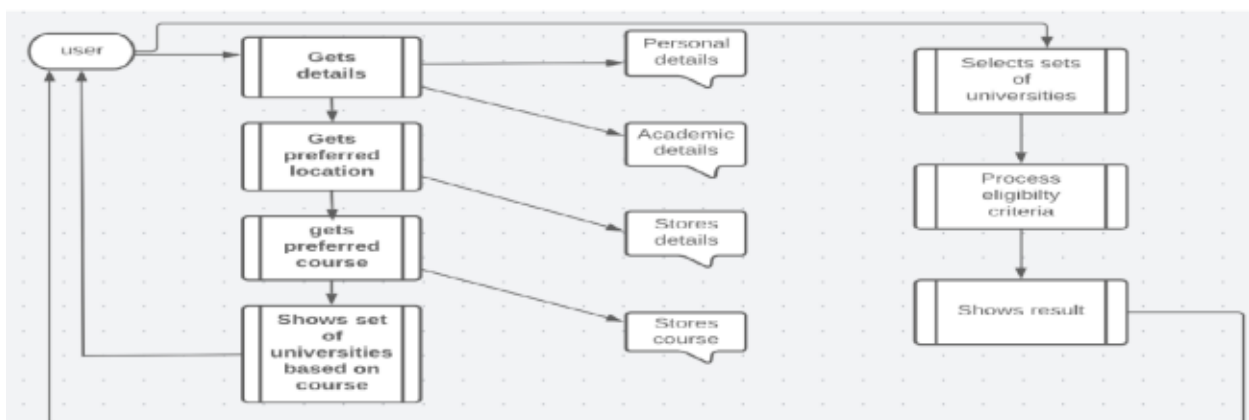 user
Gets
details
Gets
preferred
location
gets
preferred
course
Shows set
of
universities
based on
course
Personal
details
Academic
details
Stores
details
Stores
course
Selects sets
of
universities
Process
eligibilty
criteria
Shows result